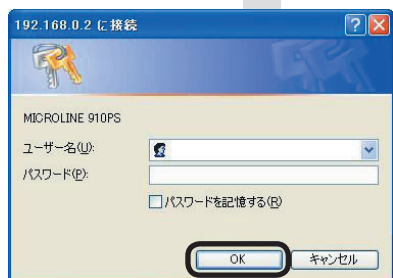 192.168.0.2 に接続
MICROLINE 910PS
ユーザー名(U):
パスワード(P):
パスワードを記憶する(R)
OK
キャンセル